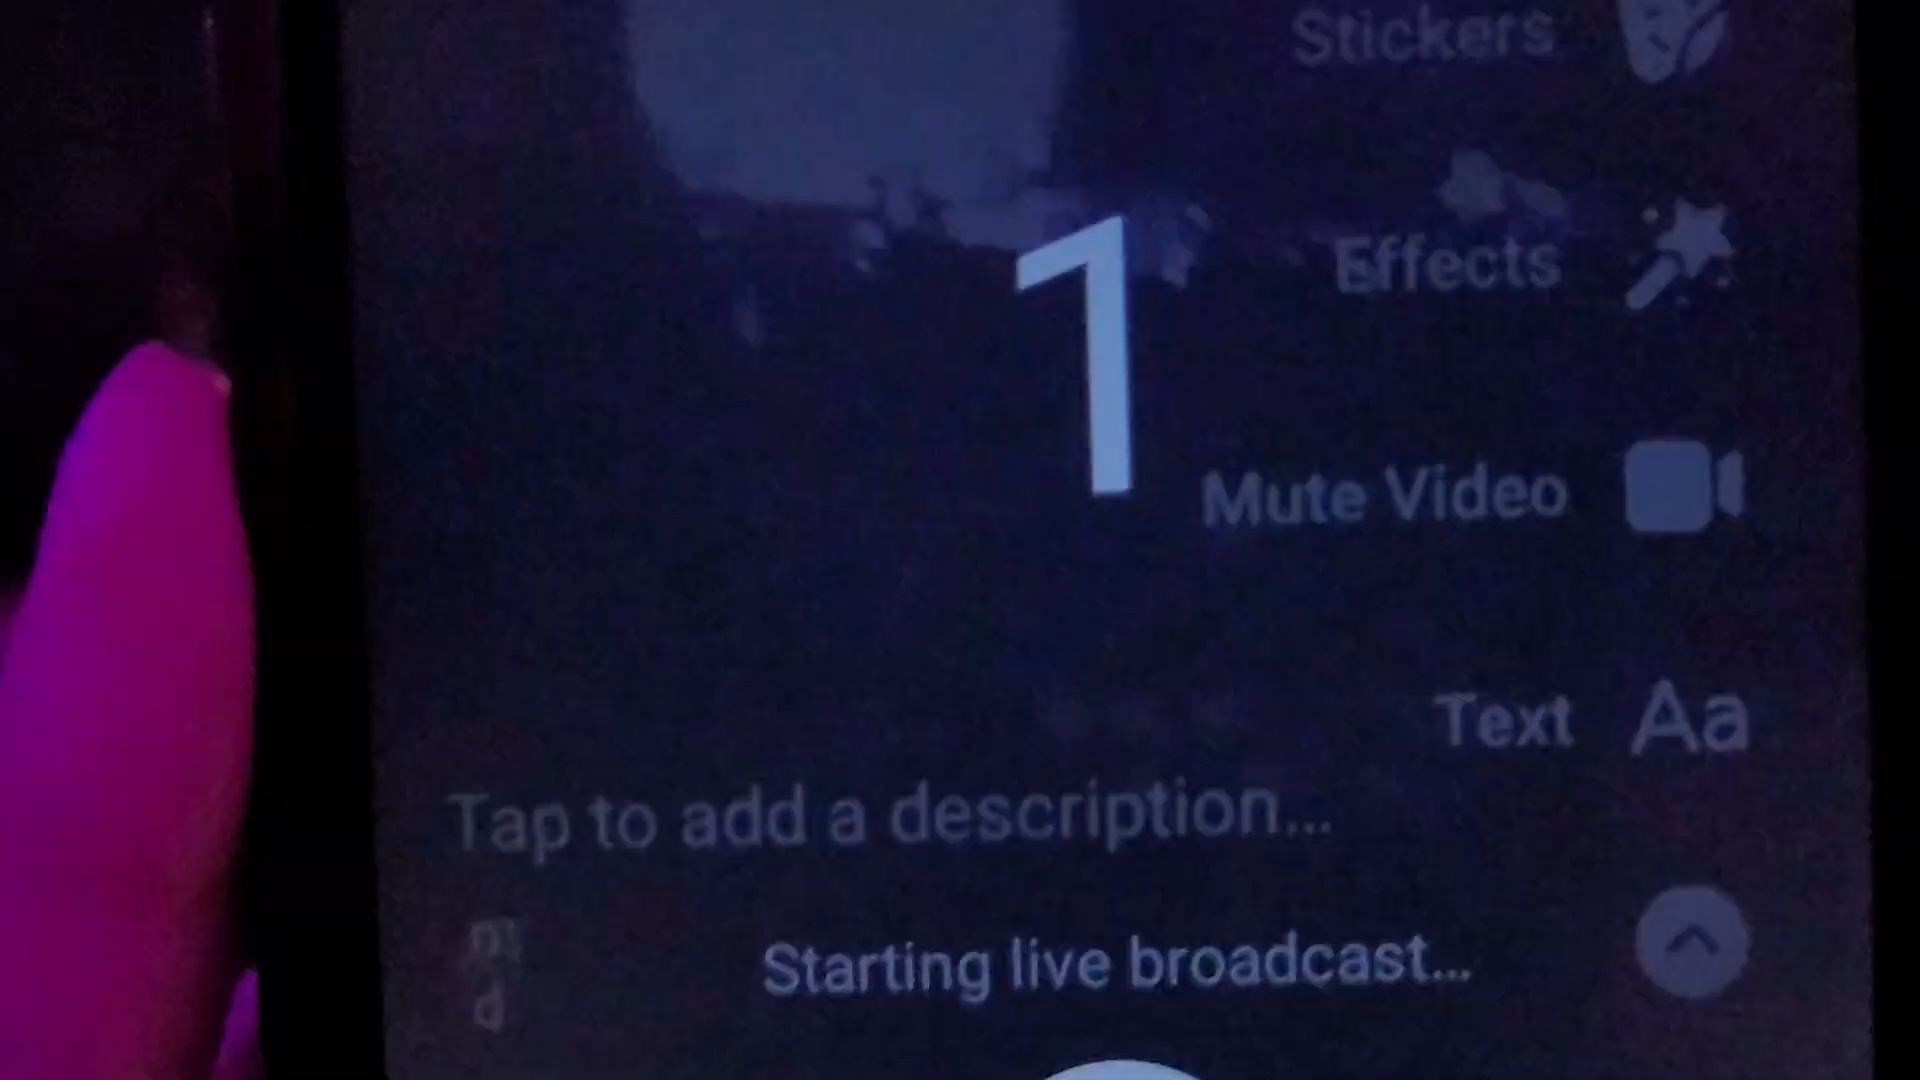 Stickers
Effects
1
Mute Video
Text Aa
Tap to add a description...
Starting live broadcast...